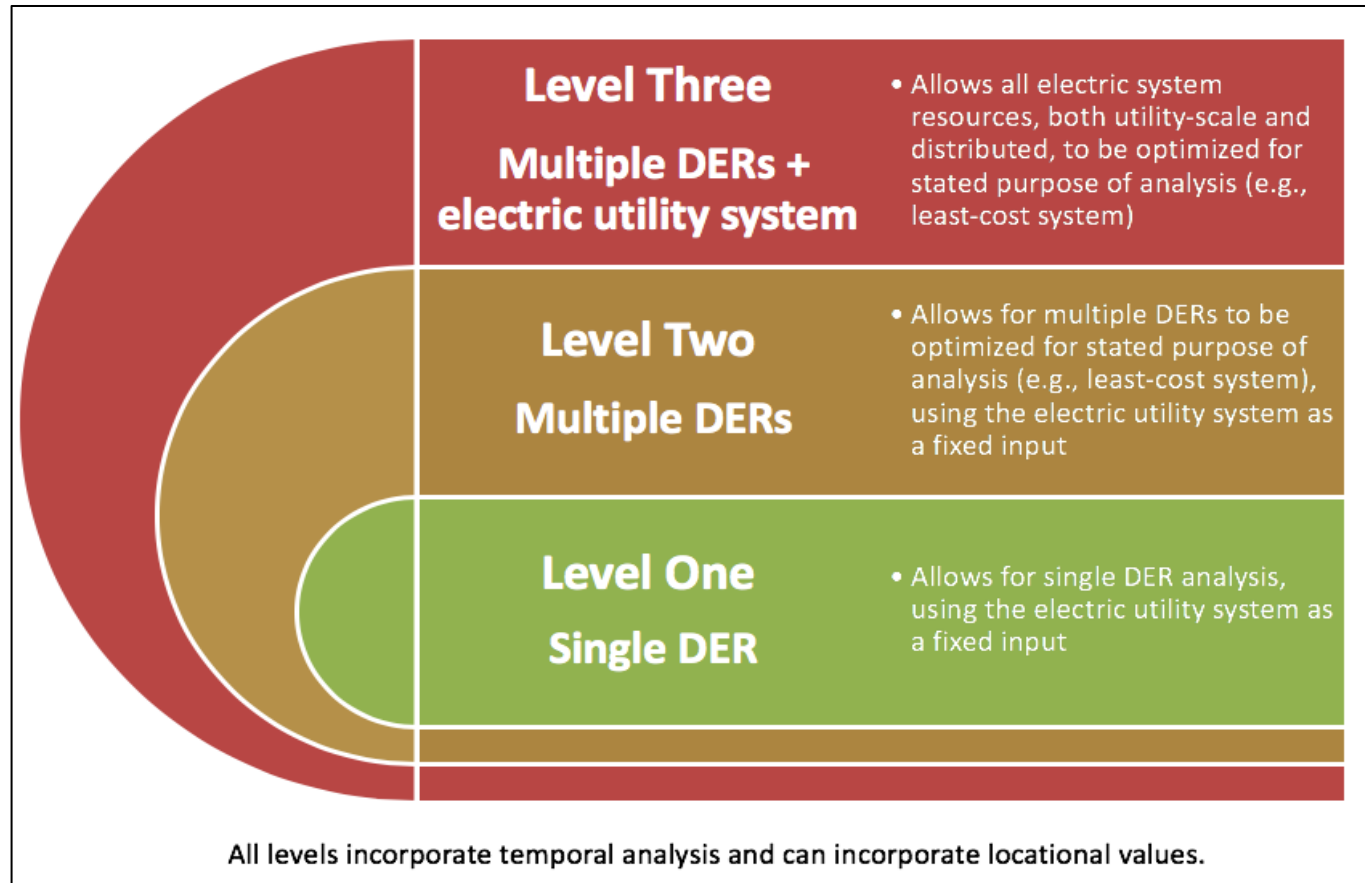 Level Three
Multiple DERs +
electric utility system
• Allows all electric system
resources, both utility-scale and
distributed, to be optimized for
stated purpose of analysis (e.g.,
least-cost system)
Level Two
Multiple DERs
• Allows for multiple DERs to be
optimized for stated purpose of
analysis (e.g., least-cost system),
using the electric utility system as
a fixed input
Level One
Single DER
• Allows for single DER analysis,
using the electric utility system as
a fixed input
All levels incorporate temporal analysis and can incorporate locational values.